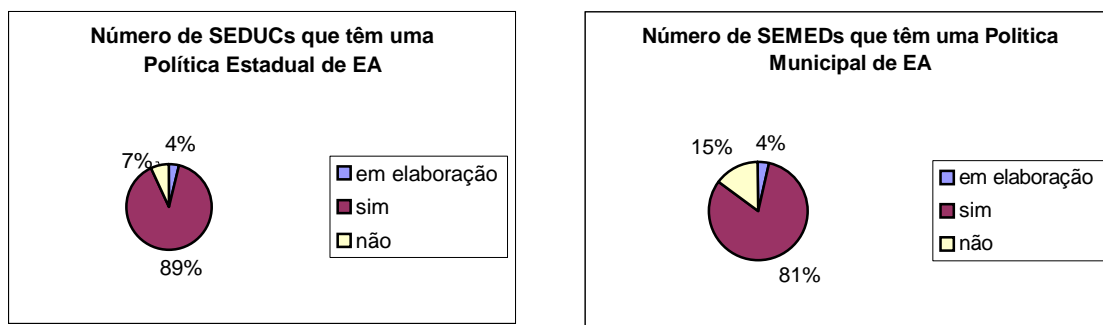 Número de SEDUCs que têm uma
Política Estadual de EA
4%
7%
89%
em elaboração
sim
não
Número de SEMEDs que têm uma Politica
Municipal de EA
15%
4%
81%
em elaboração
sim
não